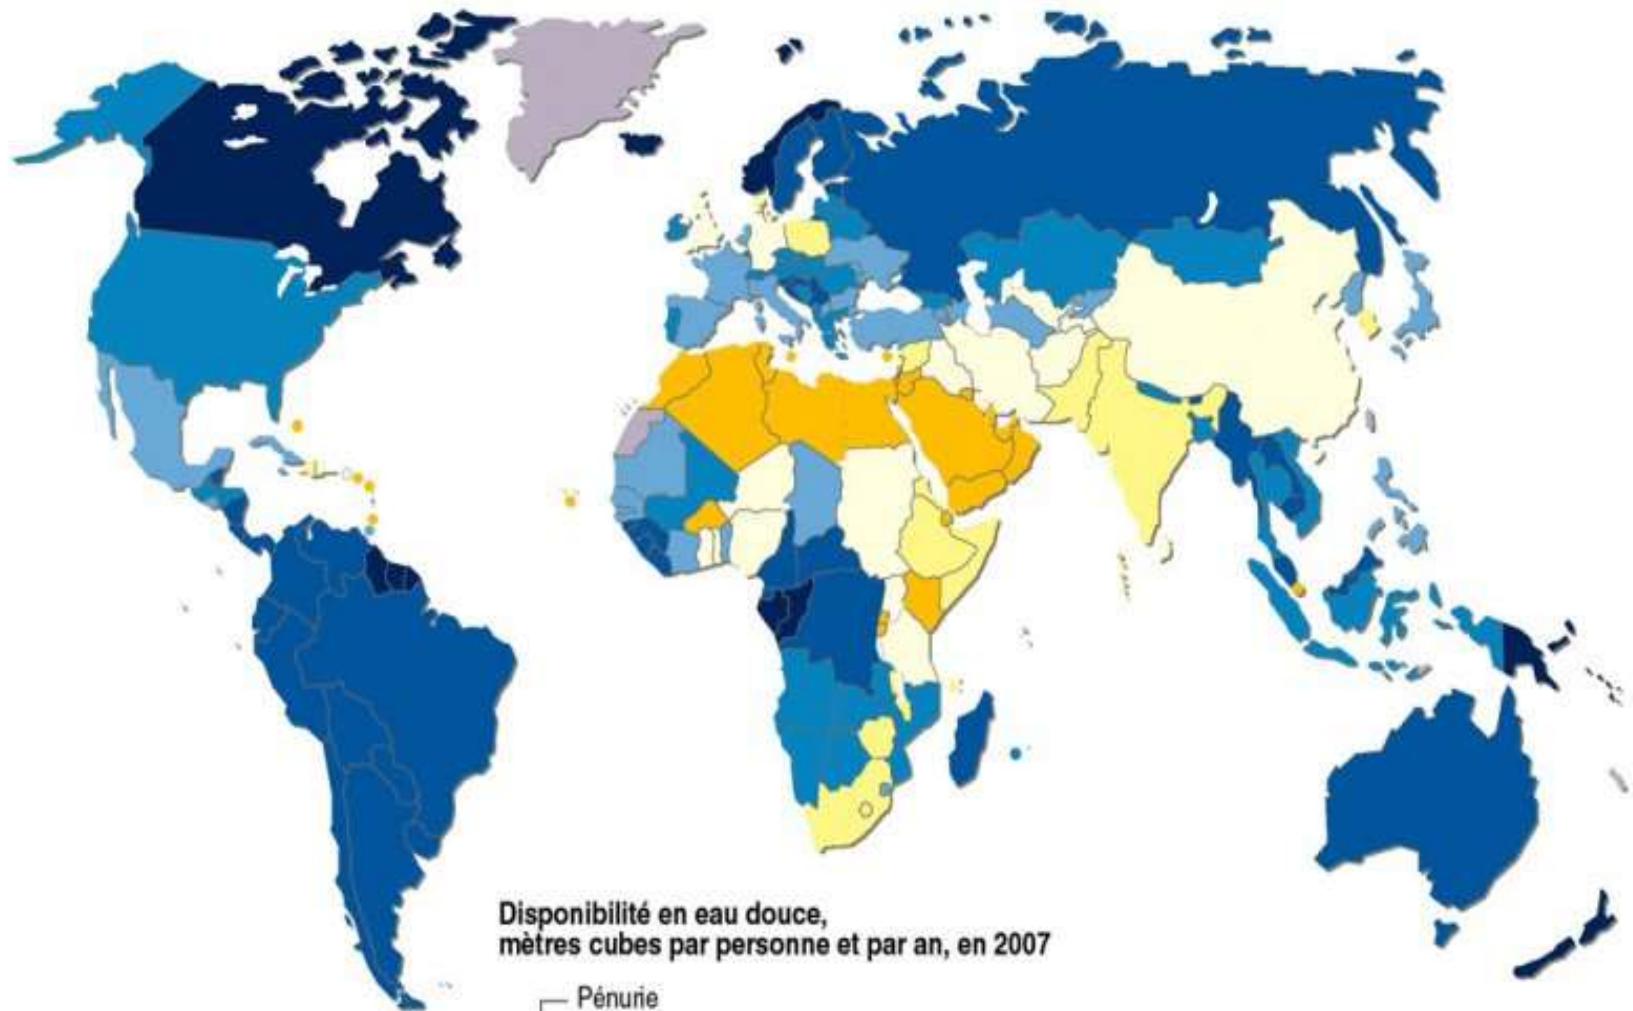 Disponibilité en eau douce,
mètres cubes par personne et par an, en 2007
Pénurie